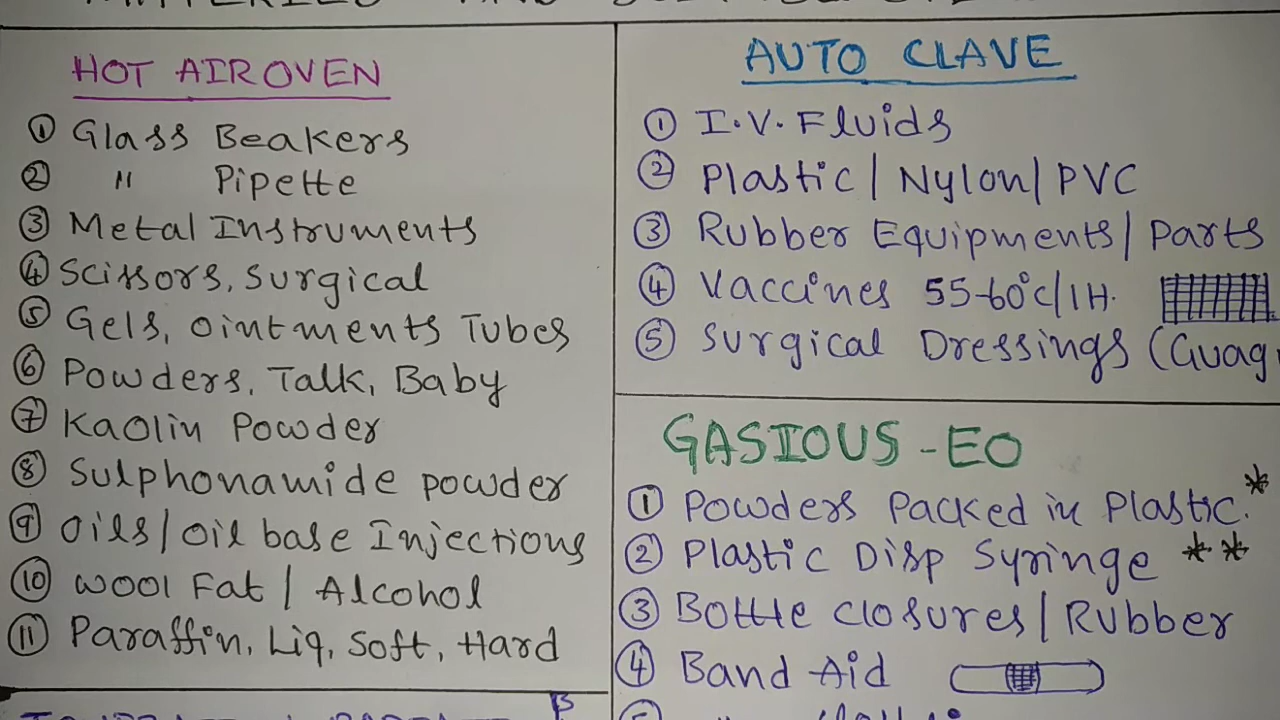 HOT AIR OVEN
① Glass Beakers
② " Pipette
③ Metal Instruments
④ Scissors, Surgical
⑤ Gels, Ointments Tubes
⑥ Powders, Talk, Baby
⑦ Kaolin Powder
⑧ Sulphonamide powder
⑨ Oils/Oil base Injections
⑩ Wool Fat / Alcohol
⑪ Paraffin, Liq, Soft, Hard
AUTO CLAVE
① I.V. Fluids
② Plastic / Nylon / PVC
③ Rubber Equipments / Parts
④ Vaccines 55-60°c/1H.
⑤ Surgical Dressings (
GASIOUS - EO
① Powders Packed in Plastic.*
② Plastic Disp Syringe **
③ Bottle Closures / Rubber
④ Band Aid